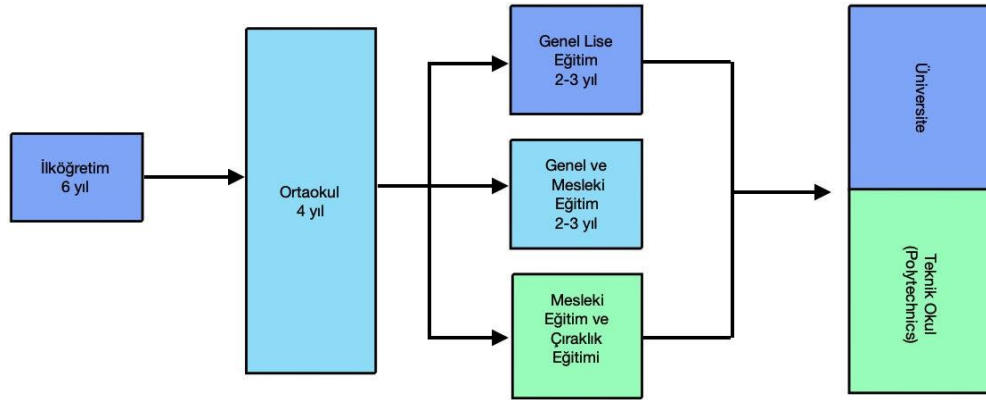 İlköğretim
6 yıl
Ortaokul
4 yıl
Genel Lise
Eğitim
2-3 yıl
Genel ve
Mesleki
Eğitim
2-3 yıl
Mesleki
Eğitim ve
Çıraklık
Eğitimi
Üniversite
Teknik Okul
(Polytechnics)